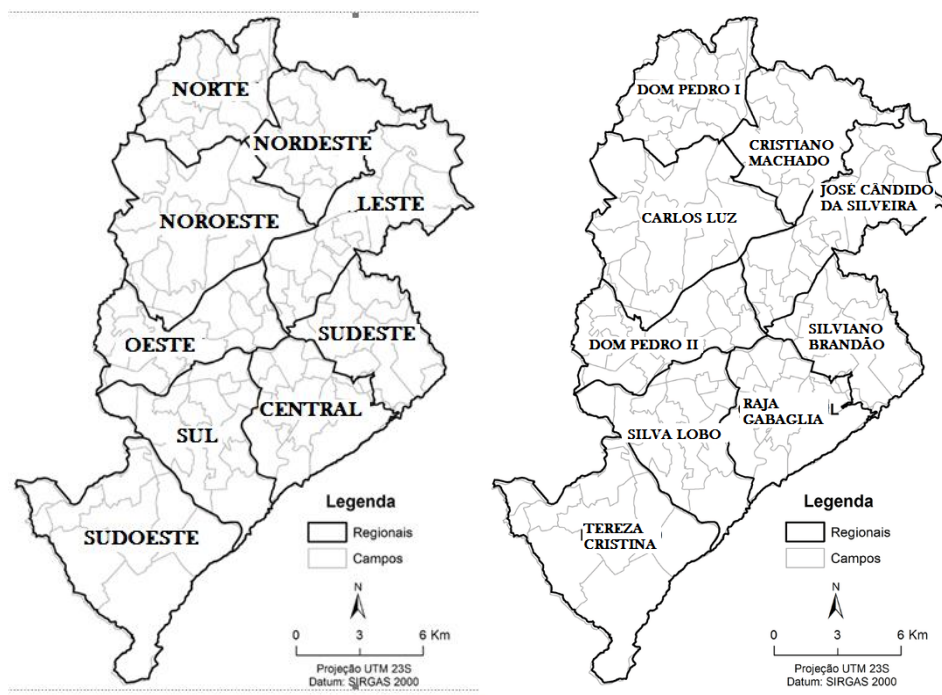 NORTE
NORDESTE
LESTE
NOROESTE
OESTE
SUDESTE
CENTRAL
SUL
SUDOESTE
Legenda
Regionais
Campos
N
0 3 6 Km
Projeção UTM 23S
Datum: SIRGAS 2000
DOM PEDRO I
CRISTIANO
MACHADO
JOSÉ CÂNDIDO
DA SILVEIRA
CARLOS LUZ
DOM PEDRO II
SILVIANO
BRANDÃO
RAJA
GABAGLIA
L
SILVA LOBO
TEREZA
CRISTINA
Legenda
Regionais
Campos
N
0 3 6 Km
Projeção UTM 23S
Datum: SIRGAS 2000